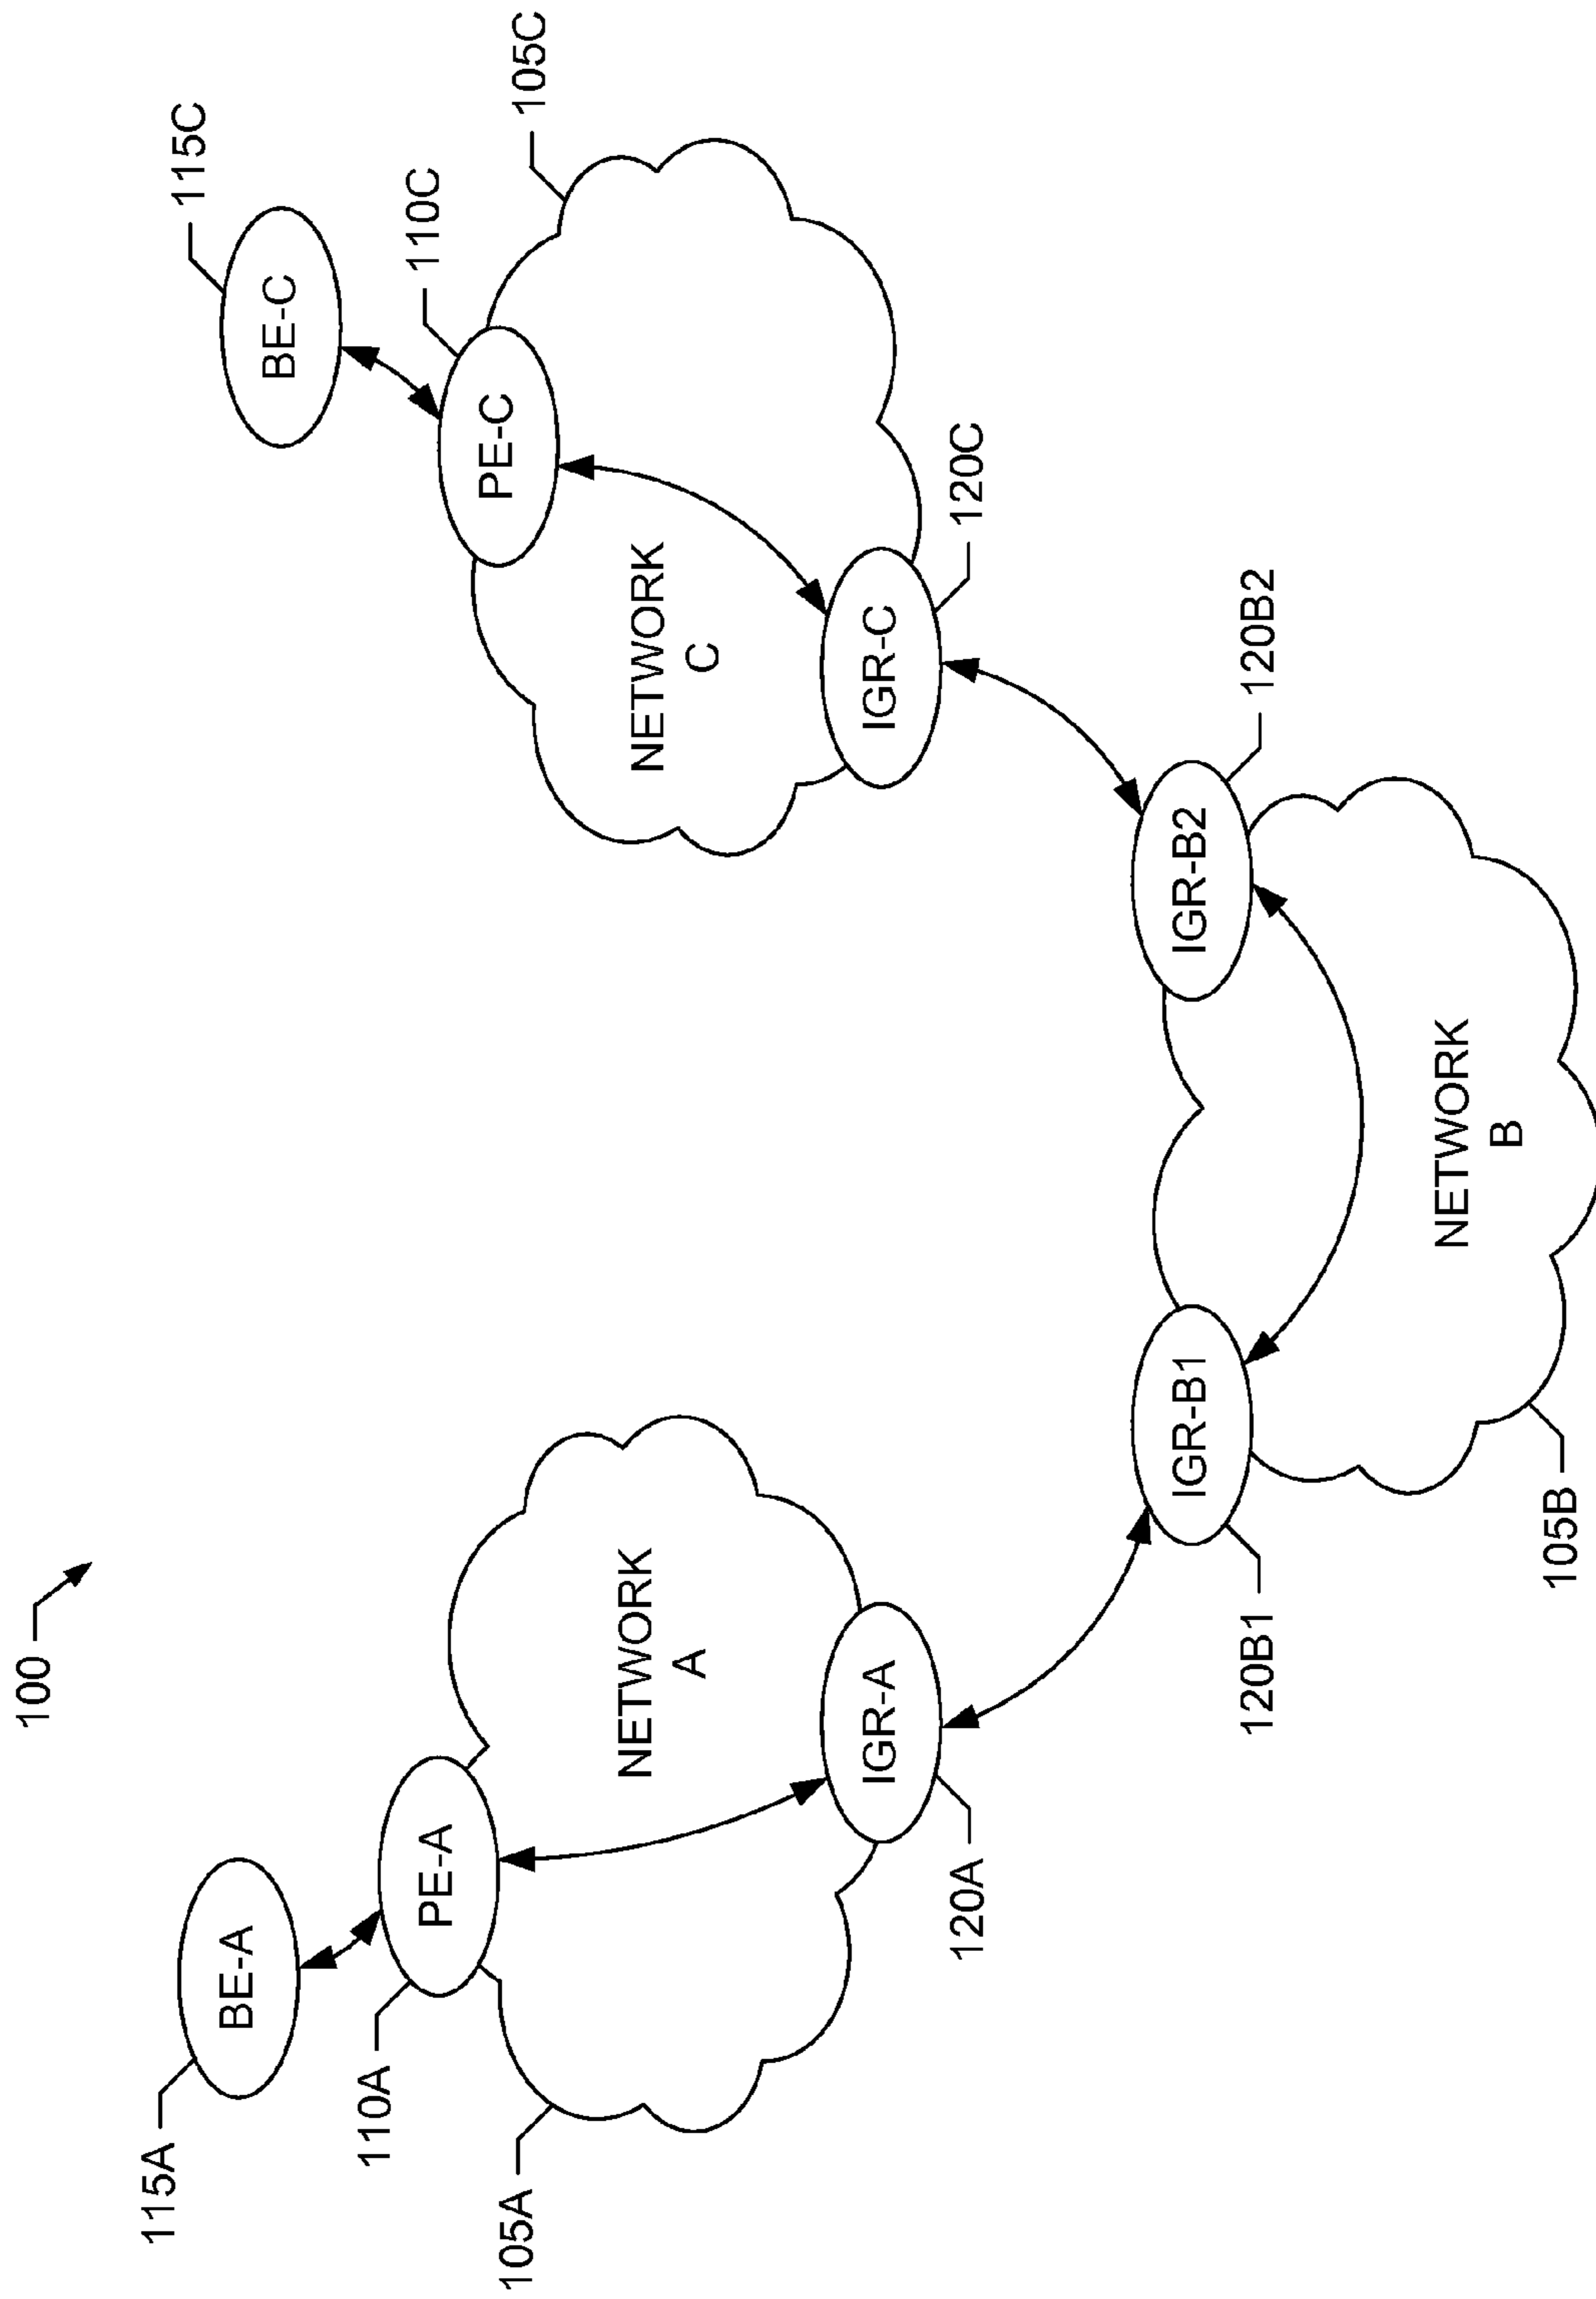 100
115A
BE-A
110A
PE-A
105A
NETWORK
A
120A
IGR-A
115C
BE-C
110C
PE-C
105C
NETWORK
C
IGR-C
120C
120B1
IGR-B1
IGR-B2
120B2
NETWORK
B
105B